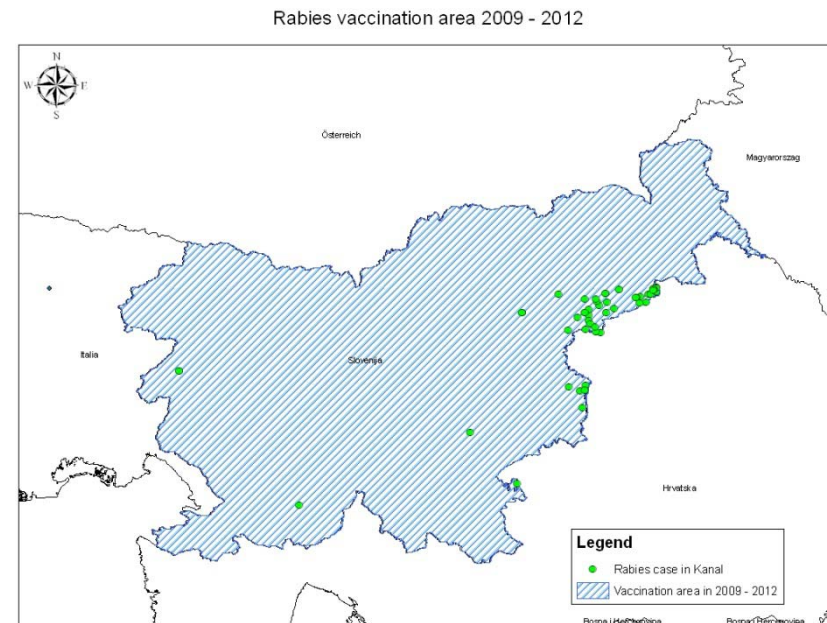 Rabies vaccination area 2009 - 2012
N
W E
S
Österreich
Magyarorszag
Italia
Slovenija
Hrvatska
Legend
Rabies case in Kanal
Vaccination area in 2009 - 2012